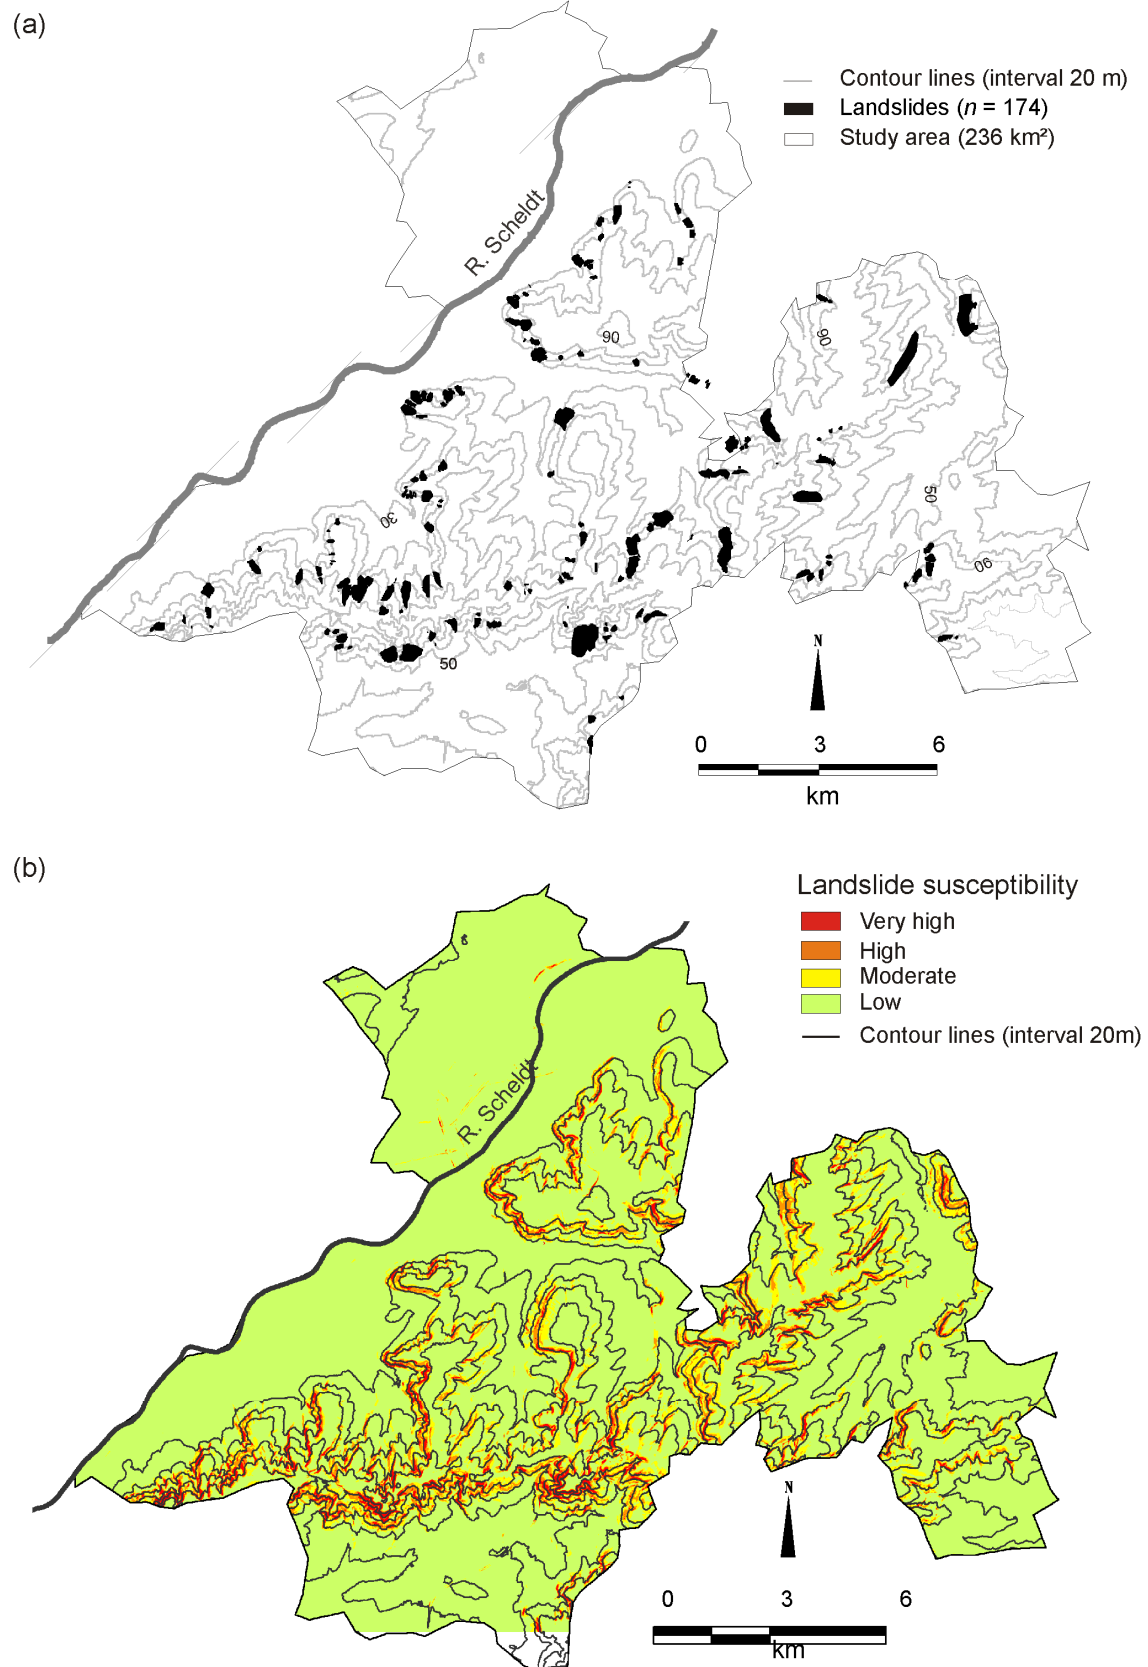 (a)
Contour lines (interval 20 m)
Landslides (n = 174)
Study area (236 km²)
R. Scheldt
90
90
30
50
90
50
N
0 3 6
km
(b)
Landslide susceptibility
Very high
High
Moderate
Low
Contour lines (interval 20m)
R. Scheldt
N
0 3 6
km